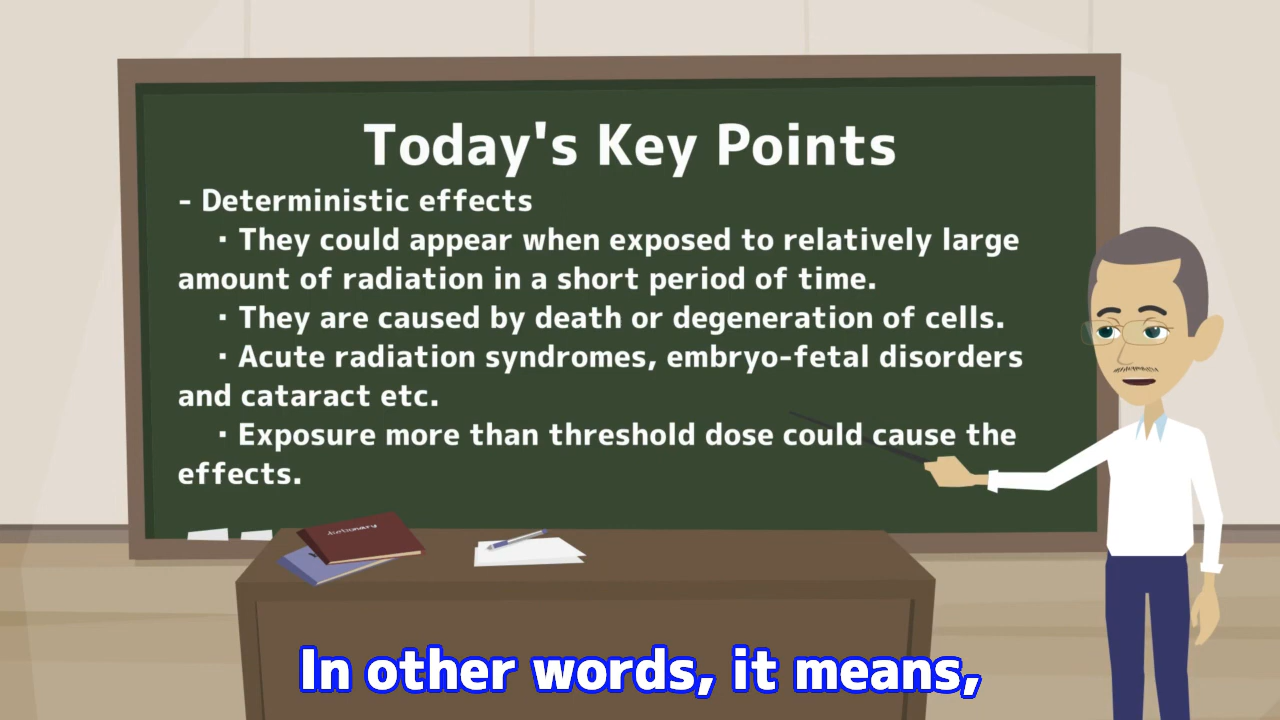 Today's Key Points
– Deterministic effects
・They could appear when exposed to relatively large
amount of radiation in a short period of time.
・They are caused by death or degeneration of cells.
・Acute radiation syndromes, embryo-fetal disorders
and cataract etc.
・Exposure more than threshold dose could cause the
effects.
dictionary
In other words, it means,